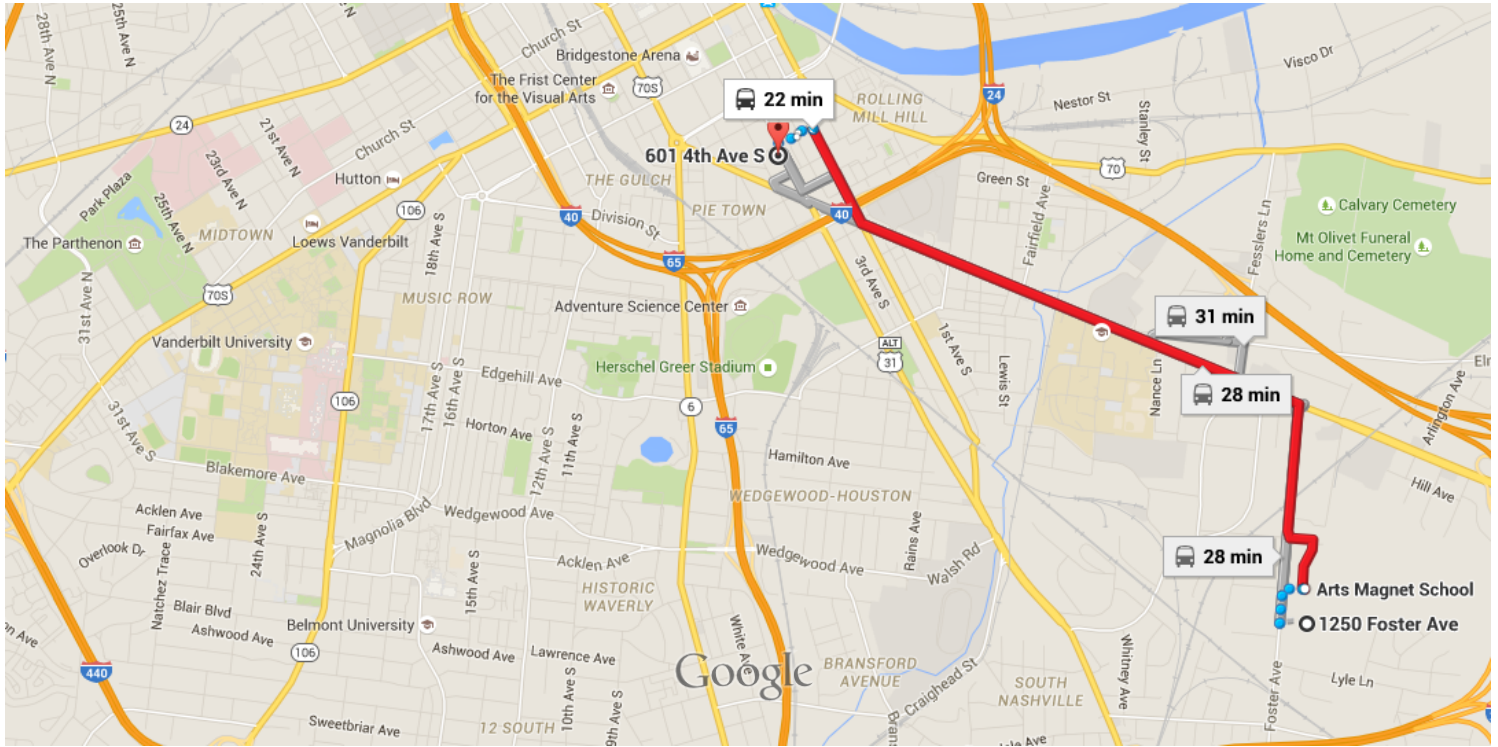 28th Ave N
25th Ave N
Church St
Bridgestone Arena
The Frist Center
for the Visual Arts
70S
22 min
ROLLING
MILL HILL
24
Nestor St
Visco Dr
Stanley St
24
21st Ave N
Church St
23rd Ave N
601 4th Ave S
70
Park Plaza
Hutton
THE GULCH
Green St
25th Ave N
106
40
Division St
PIE TOWN
40
Fairfield Ave
Fesslers Ln
Calvary Cemetery
The Parthenon
MIDTOWN
Loews Vanderbilt
18th Ave S
65
3rd Ave S
Mt Olivet Funeral
Home and Cemetery
31st Ave N
70S
MUSIC ROW
Adventure Science Center
31 min
Vanderbilt University
1st Ave S
ALT
31
Elm
Herschel Greer Stadium
Edgehill Ave
Lewis St
Nance Ln
28 min
106
17th Ave S
16th Ave S
6
65
Arlington Ave
31st Ave S
Horton Ave
11th Ave S
12th Ave S
Hamilton Ave
Blakemore Ave
WEDGEWOOD-HOUSTON
Hill Ave
Acklen Ave
Fairfax Ave
Magnolia Blvd
Wedgewood Ave
Rains Ave
Overlook Dr
24th Ave S
Acklen Ave
Wedgewood Ave
Walsh Rd
28 min
Natchez Trace
15th Ave S
HISTORIC
WAVERLY
Arts Magnet School
Blair Blvd
Ashwood Ave
Belmont University
1250 Foster Ave
on Ave
106
Ashwood Ave
Lawrence Ave
White Ave
Whitney Ave
440
Google
BRANSFORD
AVENUE
Craighead St
SOUTH
NASHVILLE
Foster Ave
Lyle Ln
Sweetbriar Ave
12 SOUTH
10th Ave S
9th Ave S
Brans
ale Ave